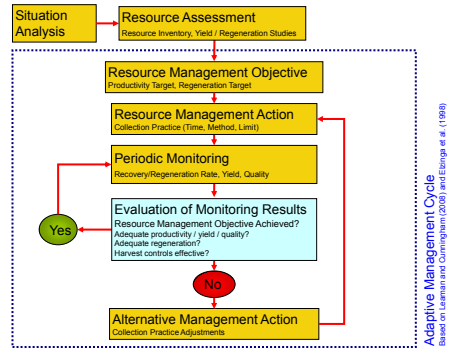 Situation
Analysis
Resource Assessment
Resource Inventory, Yield / Regeneration Studies
Resource Management Objective
Productivity Target, Regeneration Target
Resource Management Action
Collection Practice (Time, Method, Limit)
Periodic Monitoring
Recovery/Regeneration Rate, Yield, Quality
Evaluation of Monitoring Results
Resource Management Objective Achieved?
Adequate productivity / yield / quality?
Adequate regeneration?
Harvest controls effective?
Yes
No
Alternative Management Action
Collection Practice Adjustments
Adaptive Management Cycle
Based on Leaman and Cunningham (2008) and Elzinga et al. (1998)